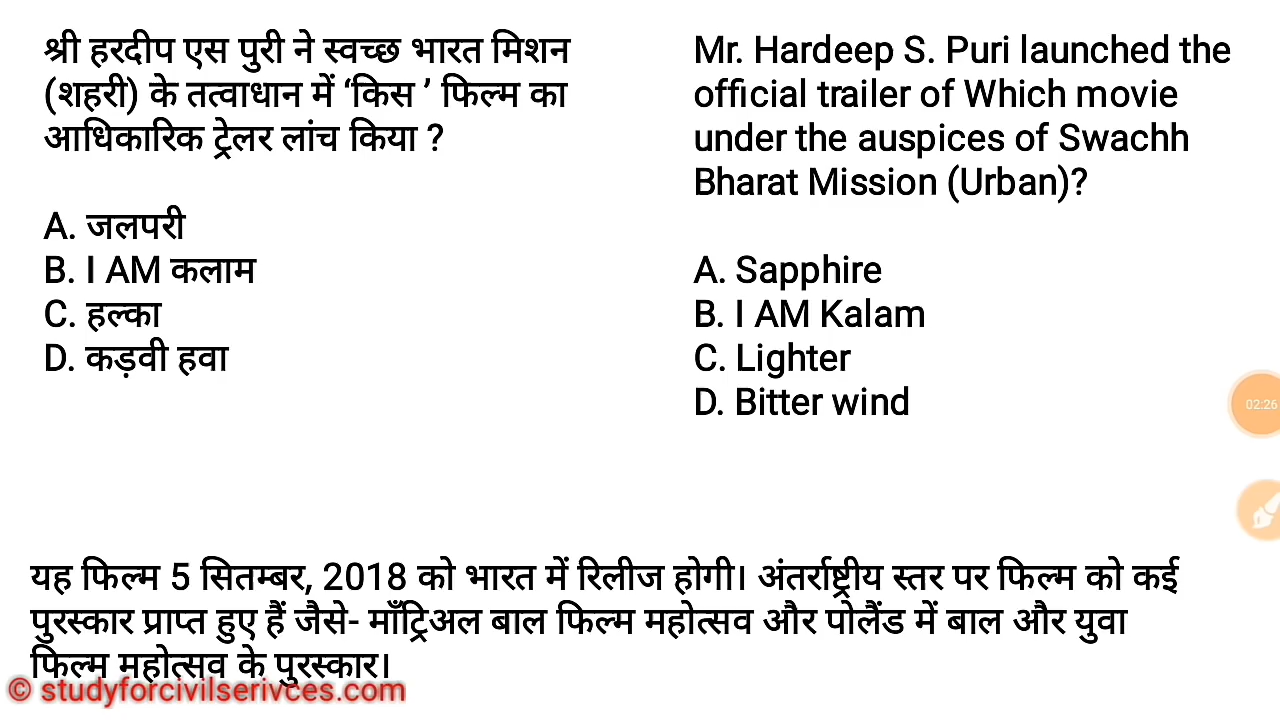 श्री हरदीप एस पुरी ने स्वच्छ भारत मिशन
(शहरी) के तत्वाधान में ‘किस ’ फिल्म का
आधिकारिक ट्रेलर लांच किया ?
A. जलपरी
B. I AM कलाम
C. हल्का
D. कड़वी हवा
Mr. Hardeep S. Puri launched the
official trailer of Which movie
under the auspices of Swachh
Bharat Mission (Urban)?
A. Sapphire
B. I AM Kalam
C. Lighter
D. Bitter wind
02:26
यह फिल्म 5 सितम्बर, 2018 को भारत में रिलीज होगी। अंतर्राष्ट्रीय स्तर पर फिल्म को कई
पुरस्कार प्राप्त हुए हैं जैसे- माँट्रिअल बाल फिल्म महोत्सव और पोलैंड में बाल और युवा
फिल्म महोत्सव के पुरस्कार।
© studyforcivilserivces.com